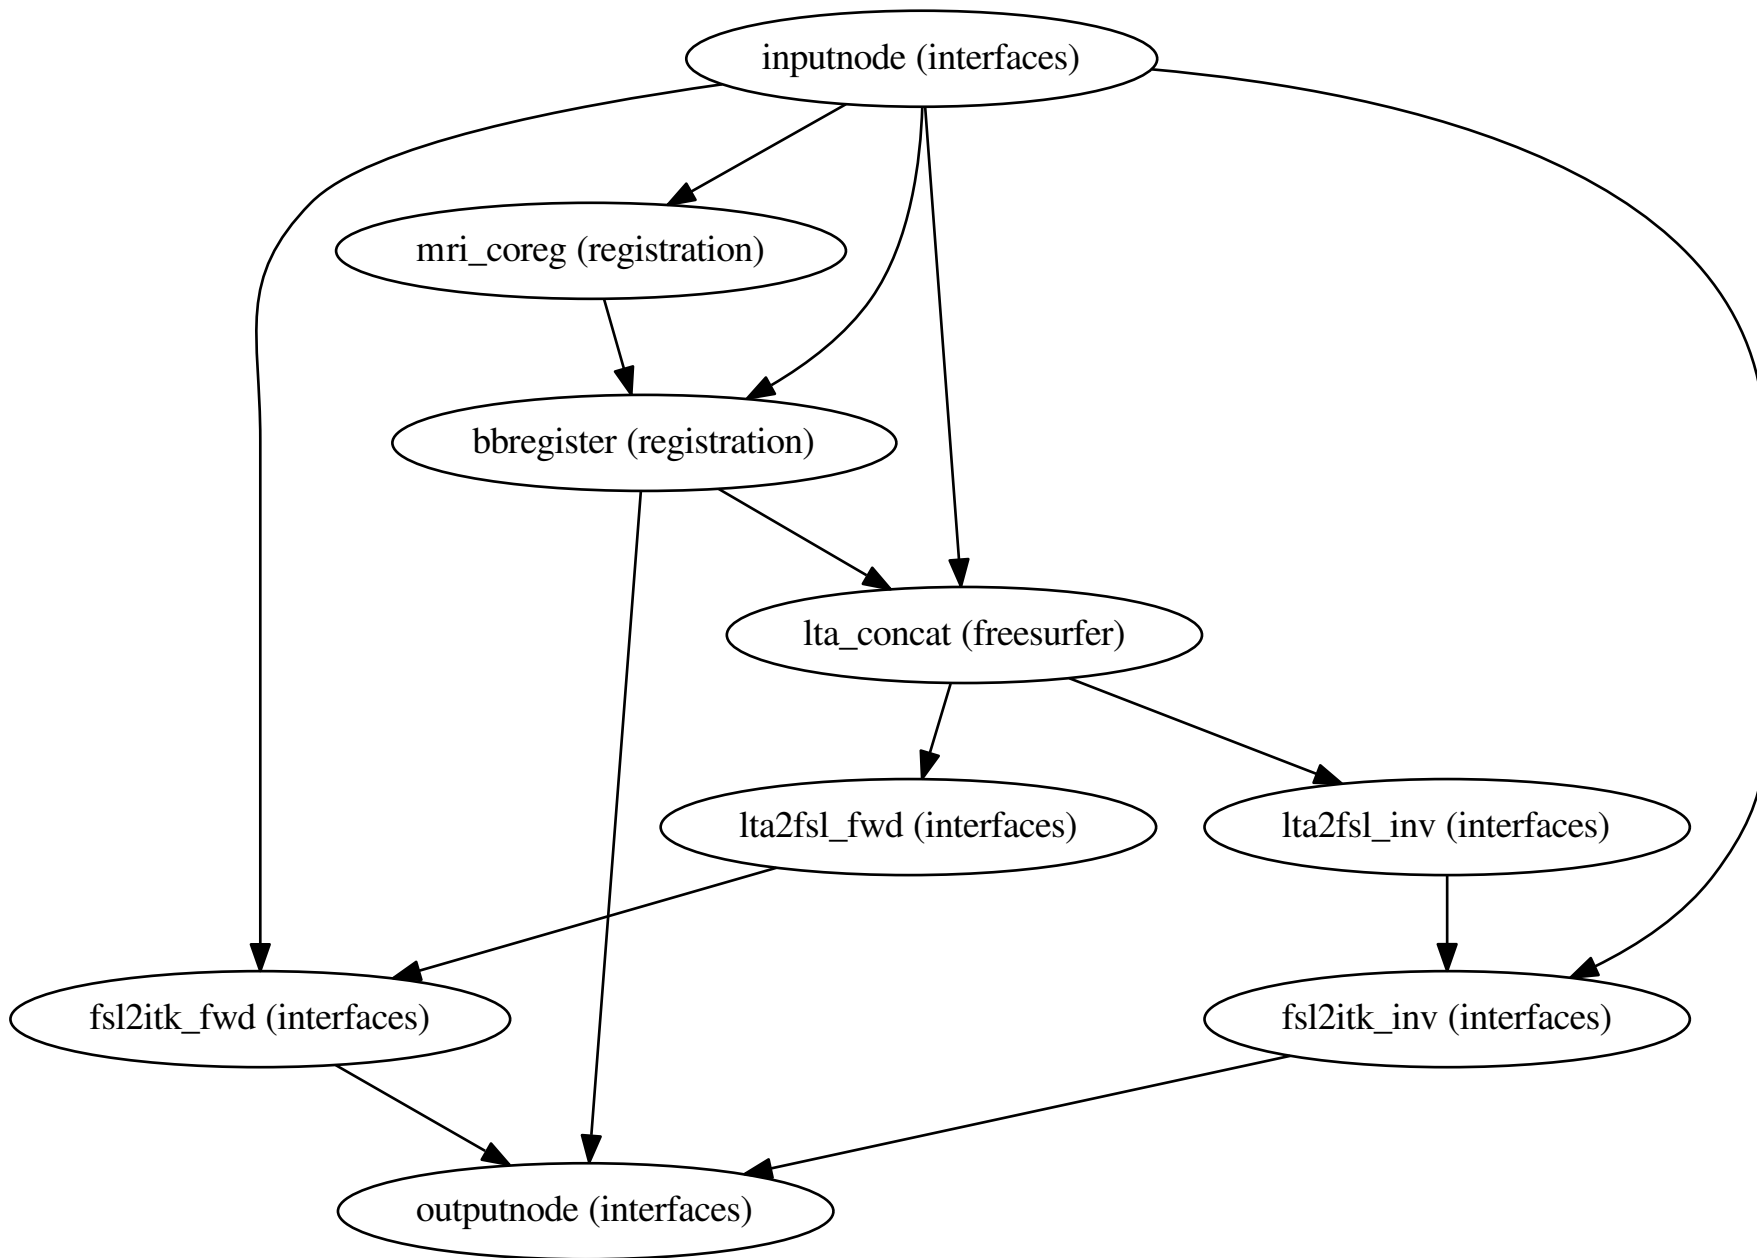 inputnode (interfaces)
mri_coreg (registration)
bbregister (registration)
lta_concat (freesurfer)
lta2fsl_fwd (interfaces)
lta2fsl_inv (interfaces)
fsl2itk_fwd (interfaces)
fsl2itk_inv (interfaces)
outputnode (interfaces)